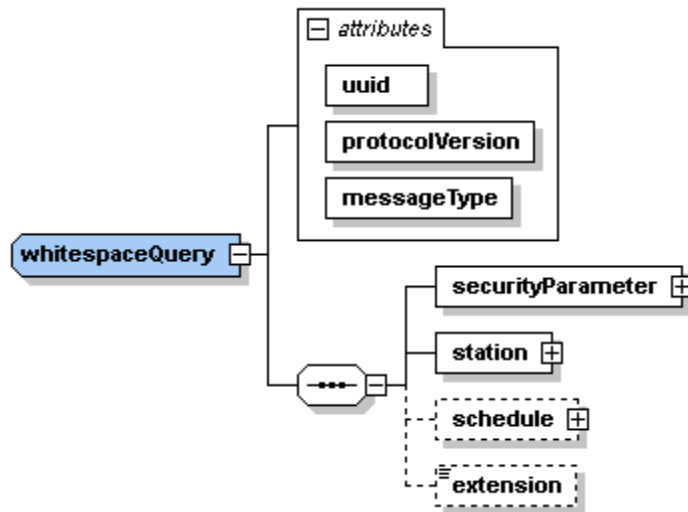 attributes
uuid
protocolVersion
messageType
whitespaceQuery
securityParameter
station
schedule
extension